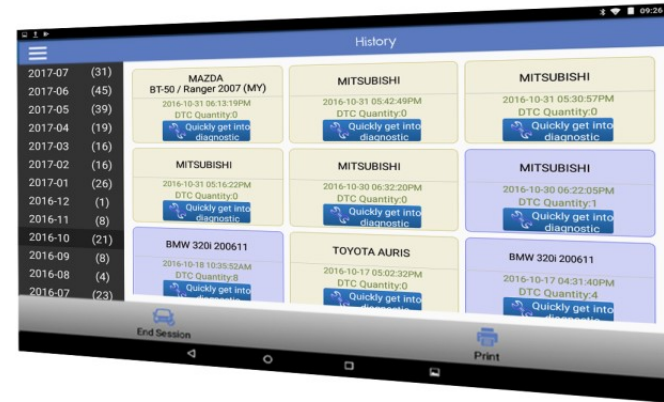 09:26
History
2017-07 (31)
2017-06 (45)
2017-05 (39)
2017-04 (19)
2017-03 (16)
2017-02 (16)
2017-01 (26)
2016-12 (1)
2016-11 (8)
2016-10 (21)
2016-09 (8)
2016-08 (4)
2016-07 (23)
MAZDA
BT-50 / Ranger 2007 (MY)
2016-10-31 06:13:19PM
DTC Quantity:0
Quickly get into
diagnostic
MITSUBISHI
2016-10-31 05:42:49PM
DTC Quantity:0
Quickly get into
diagnostic
MITSUBISHI
2016-10-31 05:30:57PM
DTC Quantity:0
Quickly get into
diagnostic
MITSUBISHI
2016-10-31 05:16:22PM
DTC Quantity:0
Quickly get into
diagnostic
MITSUBISHI
2016-10-30 06:32:20PM
DTC Quantity:0
Quickly get into
diagnostic
MITSUBISHI
2016-10-30 06:22:05PM
DTC Quantity:1
Quickly get into
diagnostic
BMW 320i 200611
2016-10-18 10:35:52AM
DTC Quantity:8
Quickly get into
diagnostic
TOYOTA AURIS
2016-10-17 05:02:32PM
DTC Quantity:0
Quickly get into
diagnostic
BMW 320i 200611
2016-10-17 04:31:40PM
DTC Quantity:4
Quickly get into
diagnostic
End Session
Print